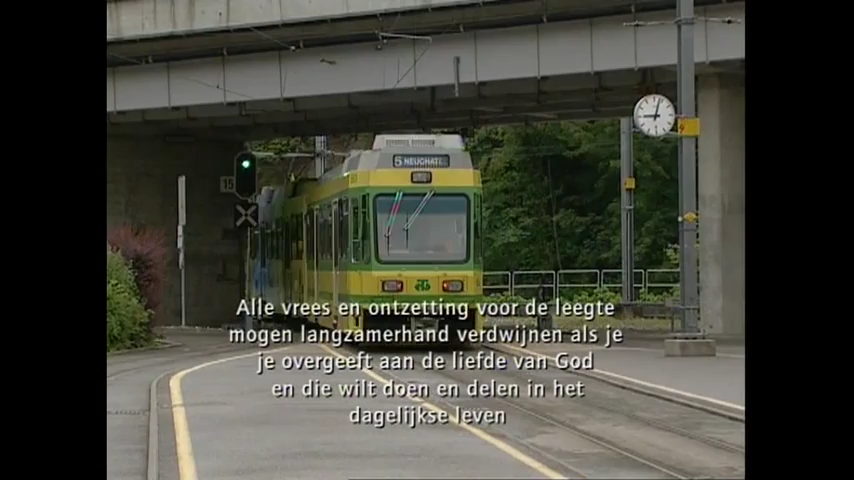 5 NEUCHATEL
15
Alle vrees en ontzetting voor de leegte
mogen langzamerhand verdwijnen als je
je overgeeft aan de liefde van God
en die wilt doen en delen in het
dagelijkse leven